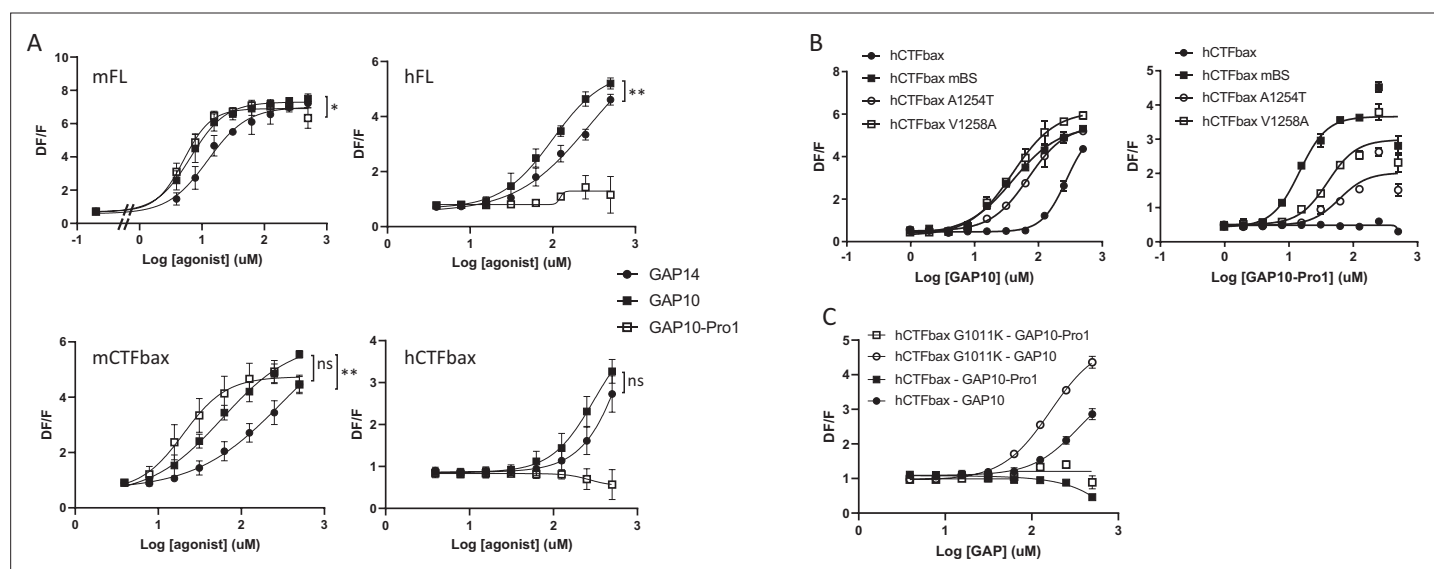 A
mFL
10
8
6
4
2
0
DF/F
-1
0
1
2
3
Log [agonist] (uM)
*
hFL
6
4
2
0
DF/F
0
1
2
3
Log [agonist] (uM)
**
GAP14
GAP10
GAP10-Pro1
mCTFbax
6
4
2
0
DF/F
0
1
2
3
Log [agonist] (uM)
ns
**
hCTFbax
4
3
2
1
0
DF/F
0
1
2
3
Log [agonist] (uM)
ns
B
hCTFbax
hCTFbax mBS
hCTFbax A1254T
hCTFbax V1258A
8
6
4
2
0
DF/F
-1
0
1
2
3
Log [GAP10] (uM)
hCTFbax
hCTFbax mBS
hCTFbax A1254T
hCTFbax V1258A
5
4
3
2
1
0
DF/F
-1
0
1
2
3
Log [GAP10-Pro1] (uM)
C
hCTFbax G1011K - GAP10-Pro1
hCTFbax G1011K - GAP10
hCTFbax - GAP10-Pro1
hCTFbax - GAP10
5
4
3
2
1
0
DF/F
0
1
2
3
Log [GAP] (uM)